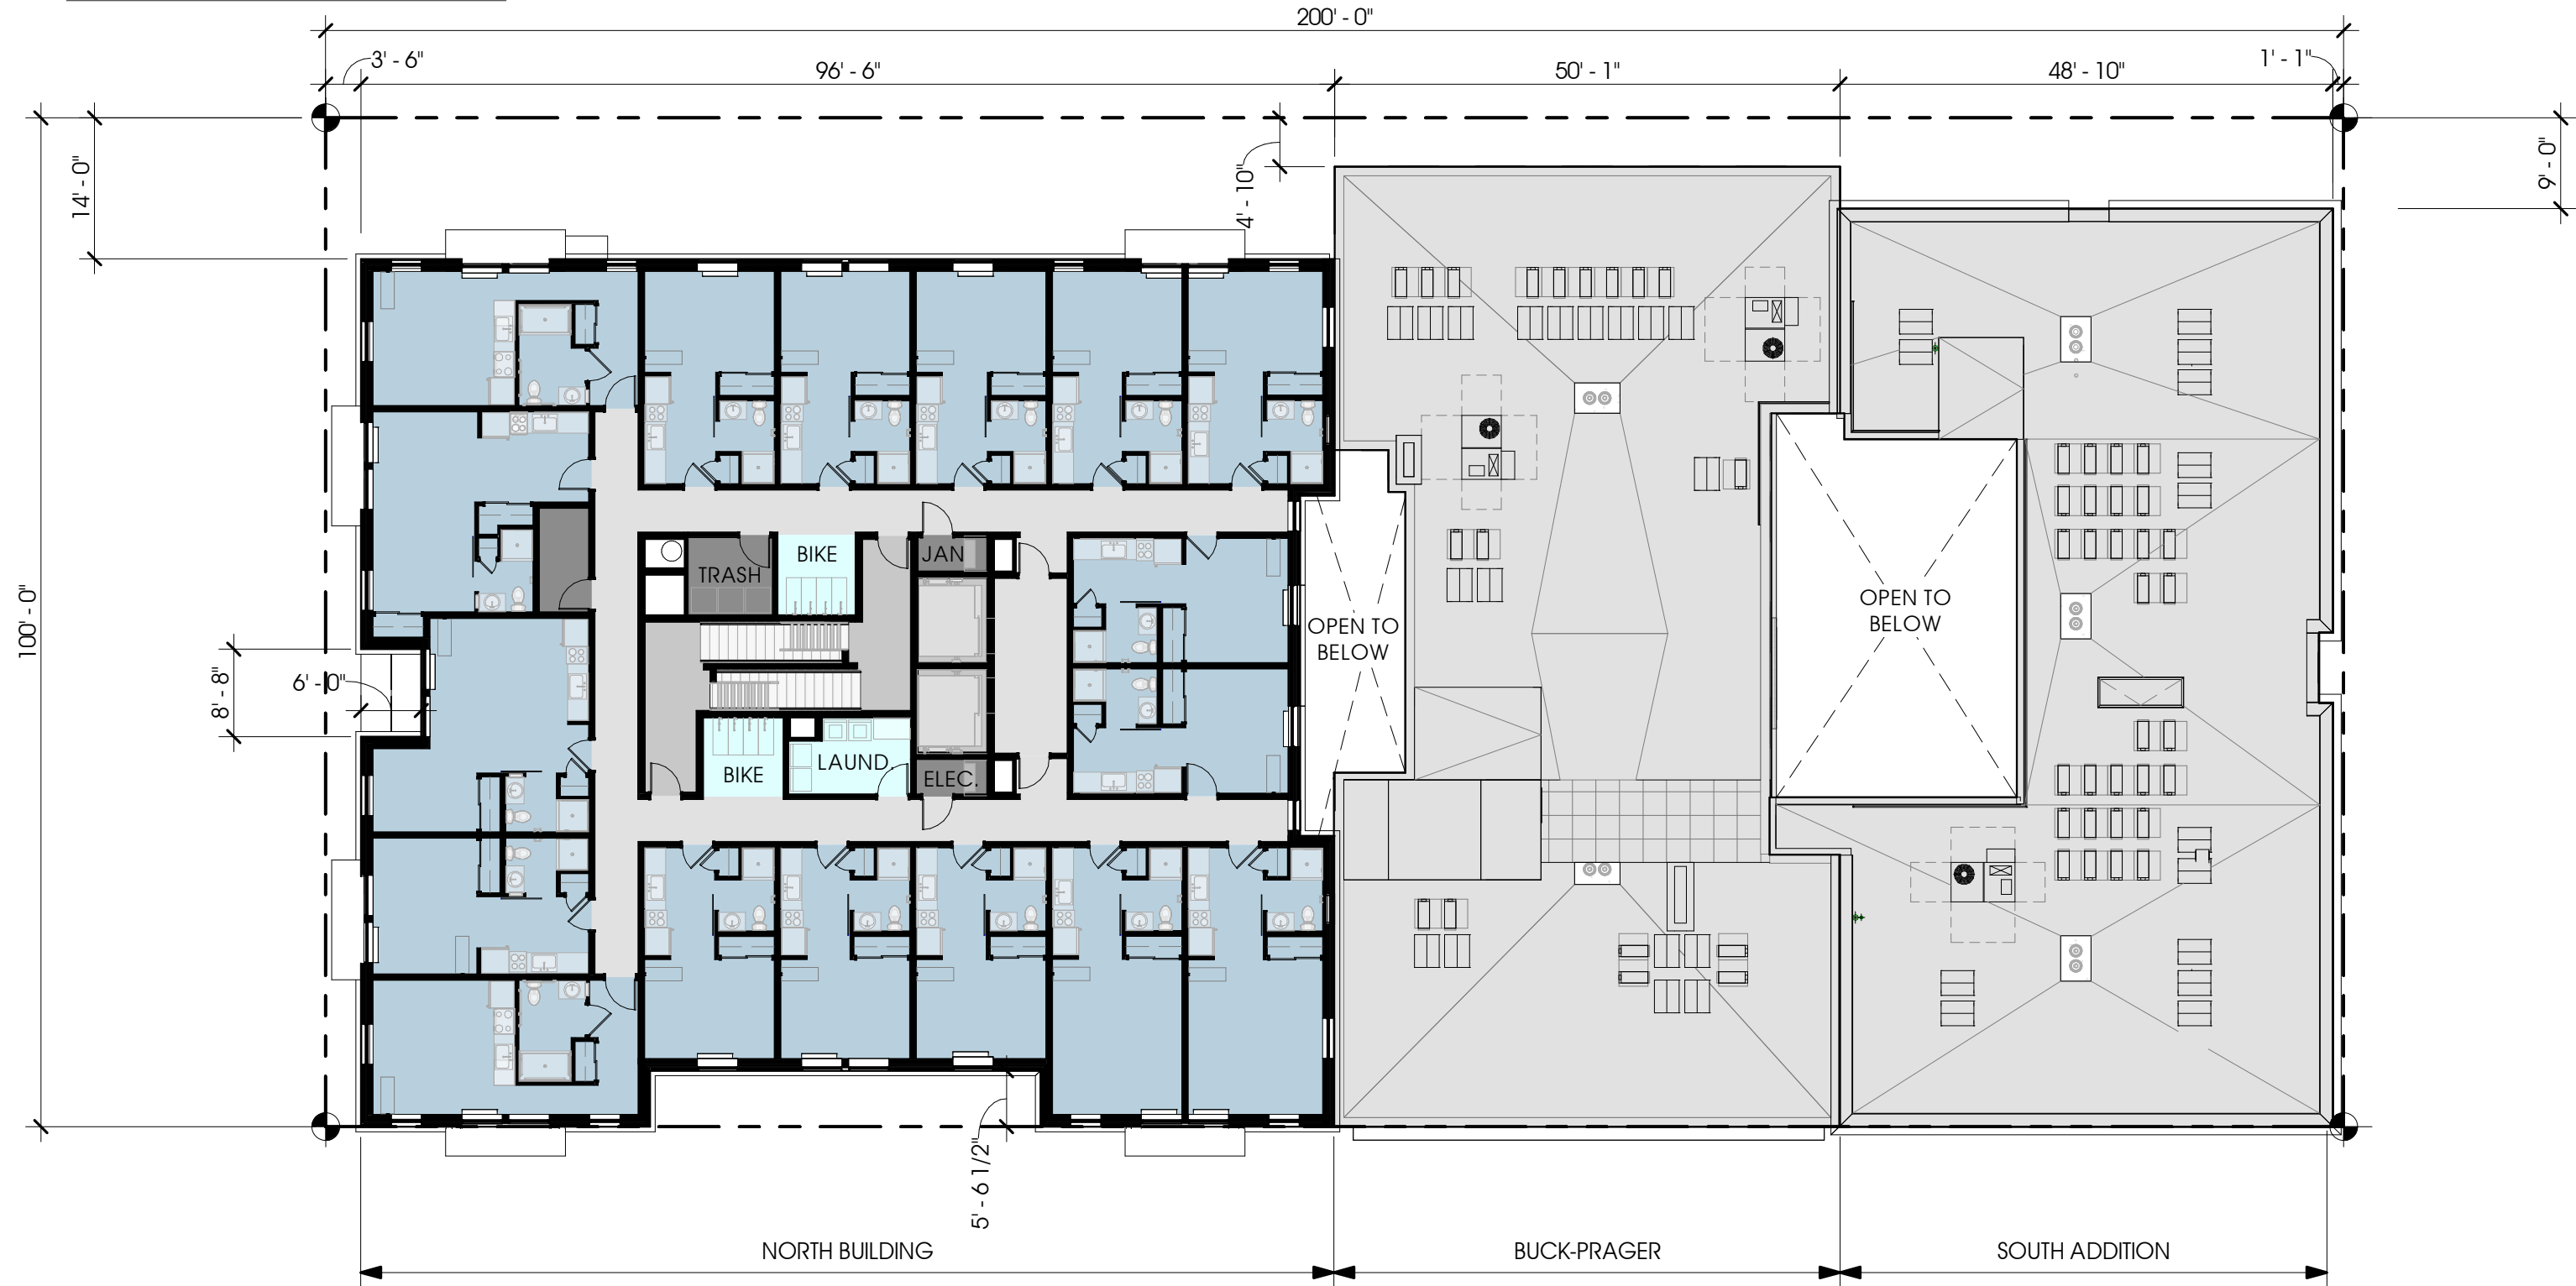 200' - 0"
3' - 6"
96' - 6"
50' - 1"
48' - 10"
1' - 1"
14' - 0"
4' - 10"
9' - 0"
100' - 0"
8' - 8"
6' - 0"
TRASH
BIKE
JAN
OPEN TO
BELOW
OPEN TO
BELOW
BIKE
LAUND.
ELEC.
5' - 6 1/2"
NORTH BUILDING
BUCK-PRAGER
SOUTH ADDITION